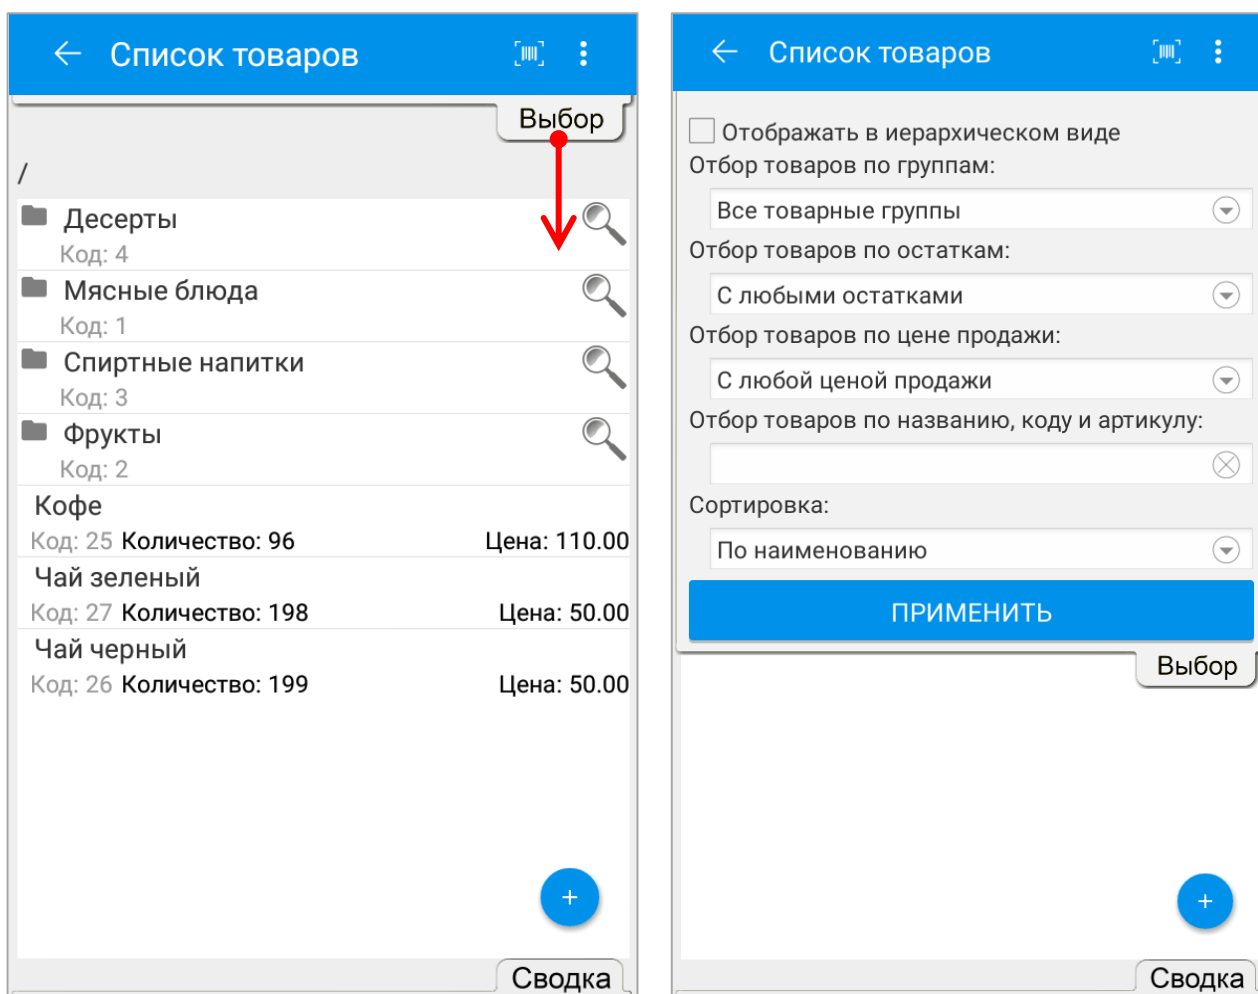 Список товаров
Выбор
/
Десерты
Код: 4
Мясные блюда
Код: 1
Спиртные напитки
Код: 3
Фрукты
Код: 2
Кофе
Код: 25 Количество: 96 Цена: 110.00
Чай зеленый
Код: 27 Количество: 198 Цена: 50.00
Чай черный
Код: 26 Количество: 199 Цена: 50.00
+
Сводка
Список товаров
Отображать в иерархическом виде
Отбор товаров по группам:
Все товарные группы
Отбор товаров по остаткам:
С любыми остатками
Отбор товаров по цене продажи:
С любой ценой продажи
Отбор товаров по названию, коду и артикулу:
Сортировка:
По наименованию
ПРИМЕНИТЬ
Выбор
+
Сводка